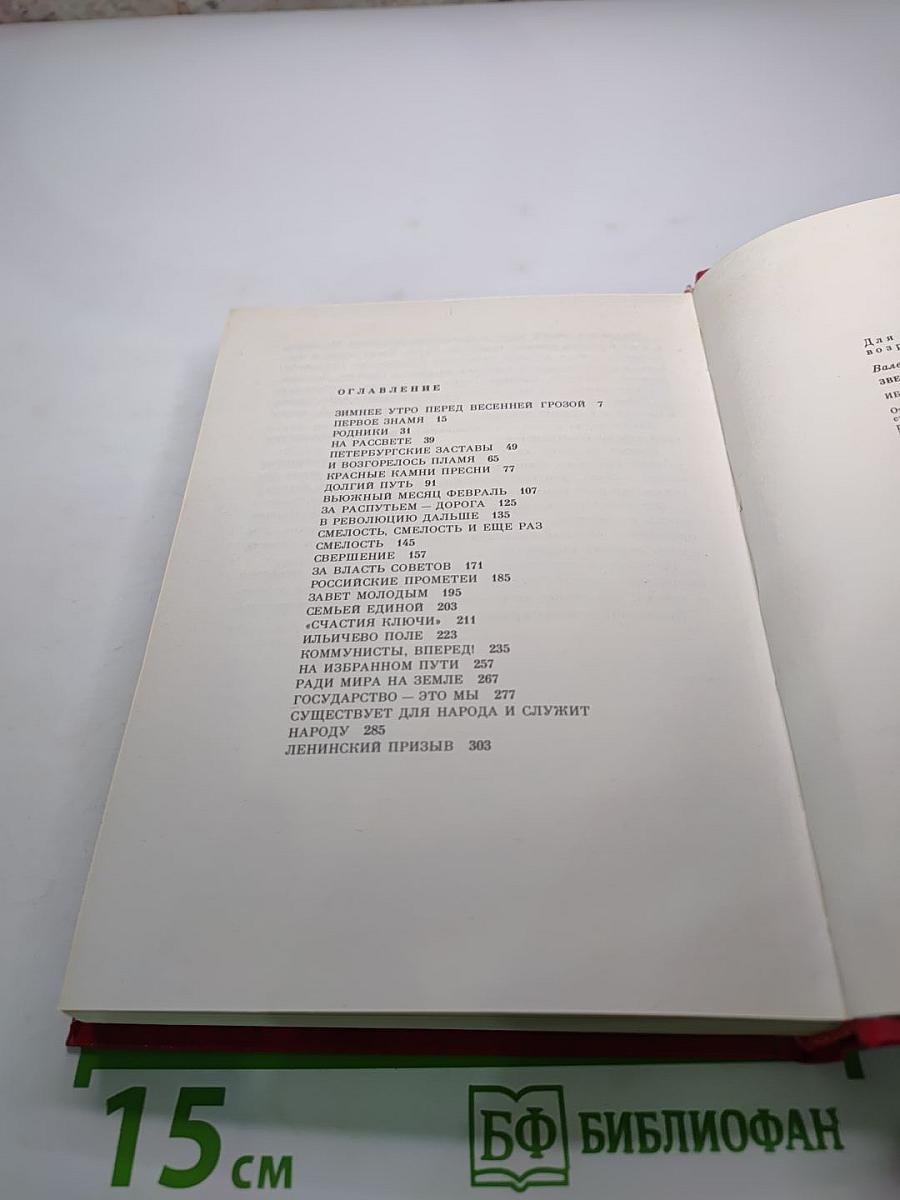 ОГЛАВЛЕНИЕ
ЗИМНЕЕ УТРО ПЕРЕД ВЕСЕННЕЙ ГРОЗОЙ 7
ПЕРВОЕ ЗНАМЯ 15
РОДНИКИ 31
НА РАССВЕТЕ 39
ПЕТЕРБУРГСКИЕ ЗАСТАВЫ 49
И ВОЗГОРЕЛОСЬ ПЛАМЯ 65
КРАСНЫЕ КАМНИ ПРЕСНИ 77
ДОЛГИЙ ПУТЬ 91
ВЬЮЖНЫЙ МЕСЯЦ ФЕВРАЛЬ 107
ЗА РАСПУТЬЕМ — ДОРОГА 125
В РЕВОЛЮЦИЮ ДАЛЬШЕ 135
СМЕЛОСТЬ, СМЕЛОСТЬ И ЕЩЕ РАЗ
СМЕЛОСТЬ 145
СВЕРШЕНИЕ 157
ЗА ВЛАСТЬ СОВЕТОВ 171
РОССИЙСКИЕ ПРОМЕТЕИ 185
ЗАВЕТ МОЛОДЫМ 195
СЕМЬЕЙ ЕДИНОЙ 203
«СЧАСТИЯ КЛЮЧИ» 211
ИЛЬИЧЕВО ПОЛЕ 223
КОММУНИСТЫ, ВПЕРЕД! 235
НА ИЗБРАННОМ ПУТИ 257
РАДИ МИРА НА ЗЕМЛЕ 267
ГОСУДАРСТВО — ЭТО МЫ 277
СУЩЕСТВУЕТ ДЛЯ НАРОДА И СЛУЖИТ
НАРОДУ 285
ЛЕНИНСКИЙ ПРИЗЫВ 303
Для
возр
Вале
ЗВЕ
ИБ
15 см
БФ БИБЛИОФАН